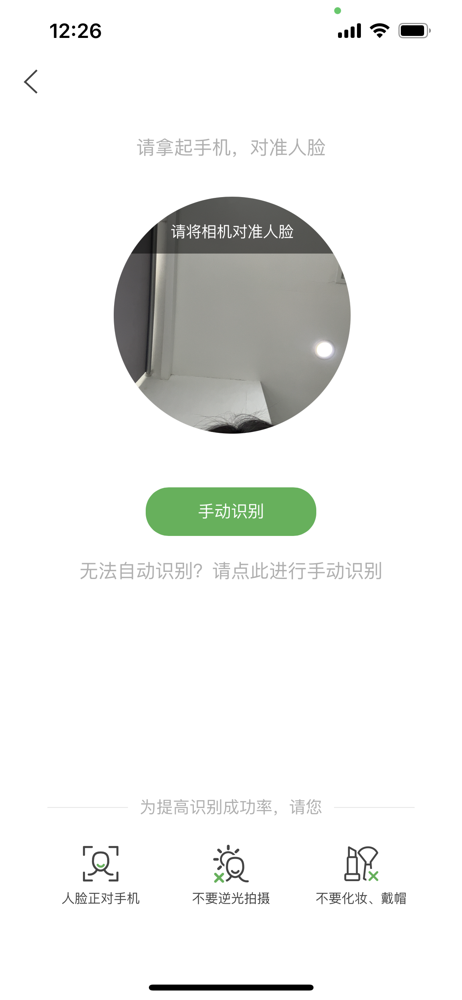 12:26
请拿起手机，对准人脸
请将相机对准人脸
手动识别
无法自动识别？请点此进行手动识别
为提高识别成功率，请您
人脸正对手机
不要逆光拍摄
不要化妆、戴帽